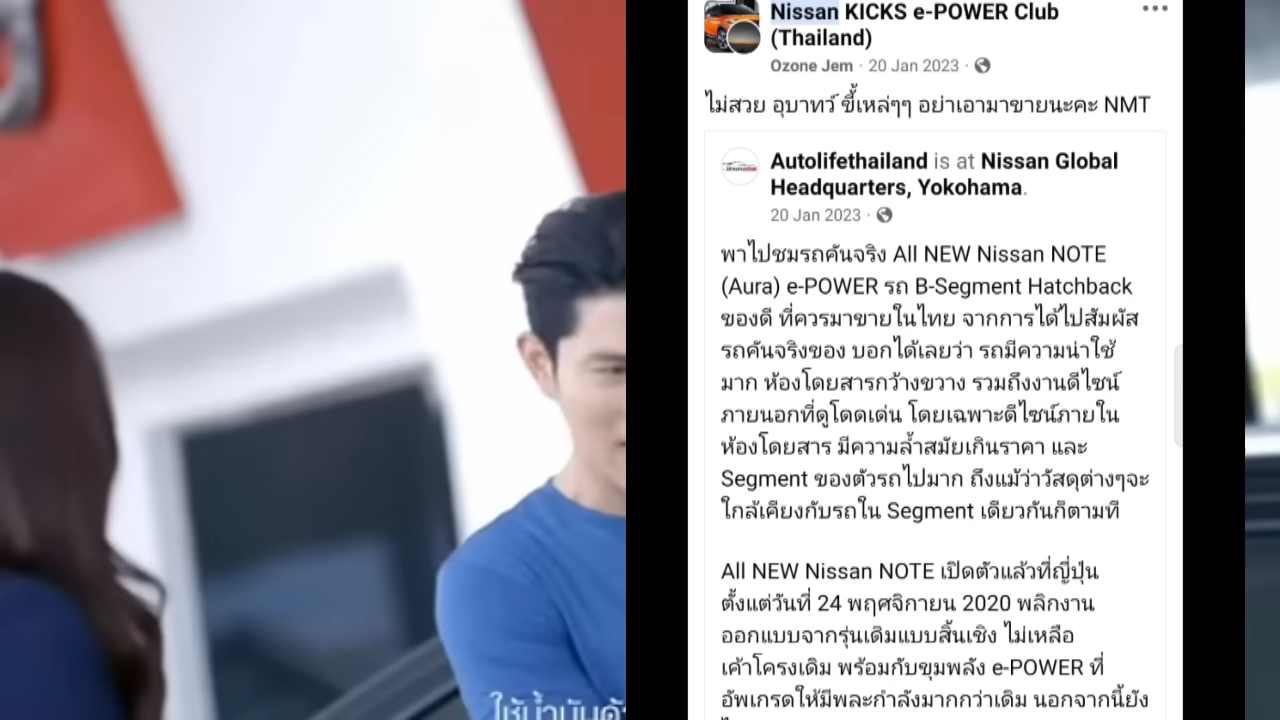 Nissan KICKS e-POWER Club
(Thailand)
Ozone Jem · 20 Jan 2023 ·
ไม่สวย อุบาทว์ ขี้เหล่ๆๆ อย่าเอามาขายนะคะ NMT
Autolifethailand is at Nissan Global
Headquarters, Yokohama.
20 Jan 2023 ·
พาไปชมรถคันจริง All NEW Nissan NOTE
(Aura) e-POWER รถ B-Segment Hatchback
ของดี ที่ควรมาขายในไทย จากการได้ไปสัมผัส
รถคันจริงของ บอกได้เลยว่า รถมีความน่าใช้
มาก ห้องโดยสารกว้างขวาง รวมถึงงานดีไซน์
ภายนอกที่ดูโดดเด่น โดยเฉพาะดีไซน์ภายใน
ห้องโดยสาร มีความล้ำสมัยเกินราคา และ
Segment ของตัวรถไปมาก ถึงแม้ว่าวัสดุต่างๆจะ
ใกล้เคียงกับรถใน Segment เดียวกันก็ตามที
All NEW Nissan NOTE เปิดตัวแล้วที่ญี่ปุ่น
ตั้งแต่วันที่ 24 พฤศจิกายน 2020 พลิกงาน
ออกแบบจากรุ่นเดิมแบบสิ้นเชิง ไม่เหลือ
เค้าโครงเดิม พร้อมกับขุมพลัง e-POWER ที่
อัพเกรดให้มีพละกำลังมากกว่าเดิม นอกจากนี้ยัง
ใช้น้ำมันดั